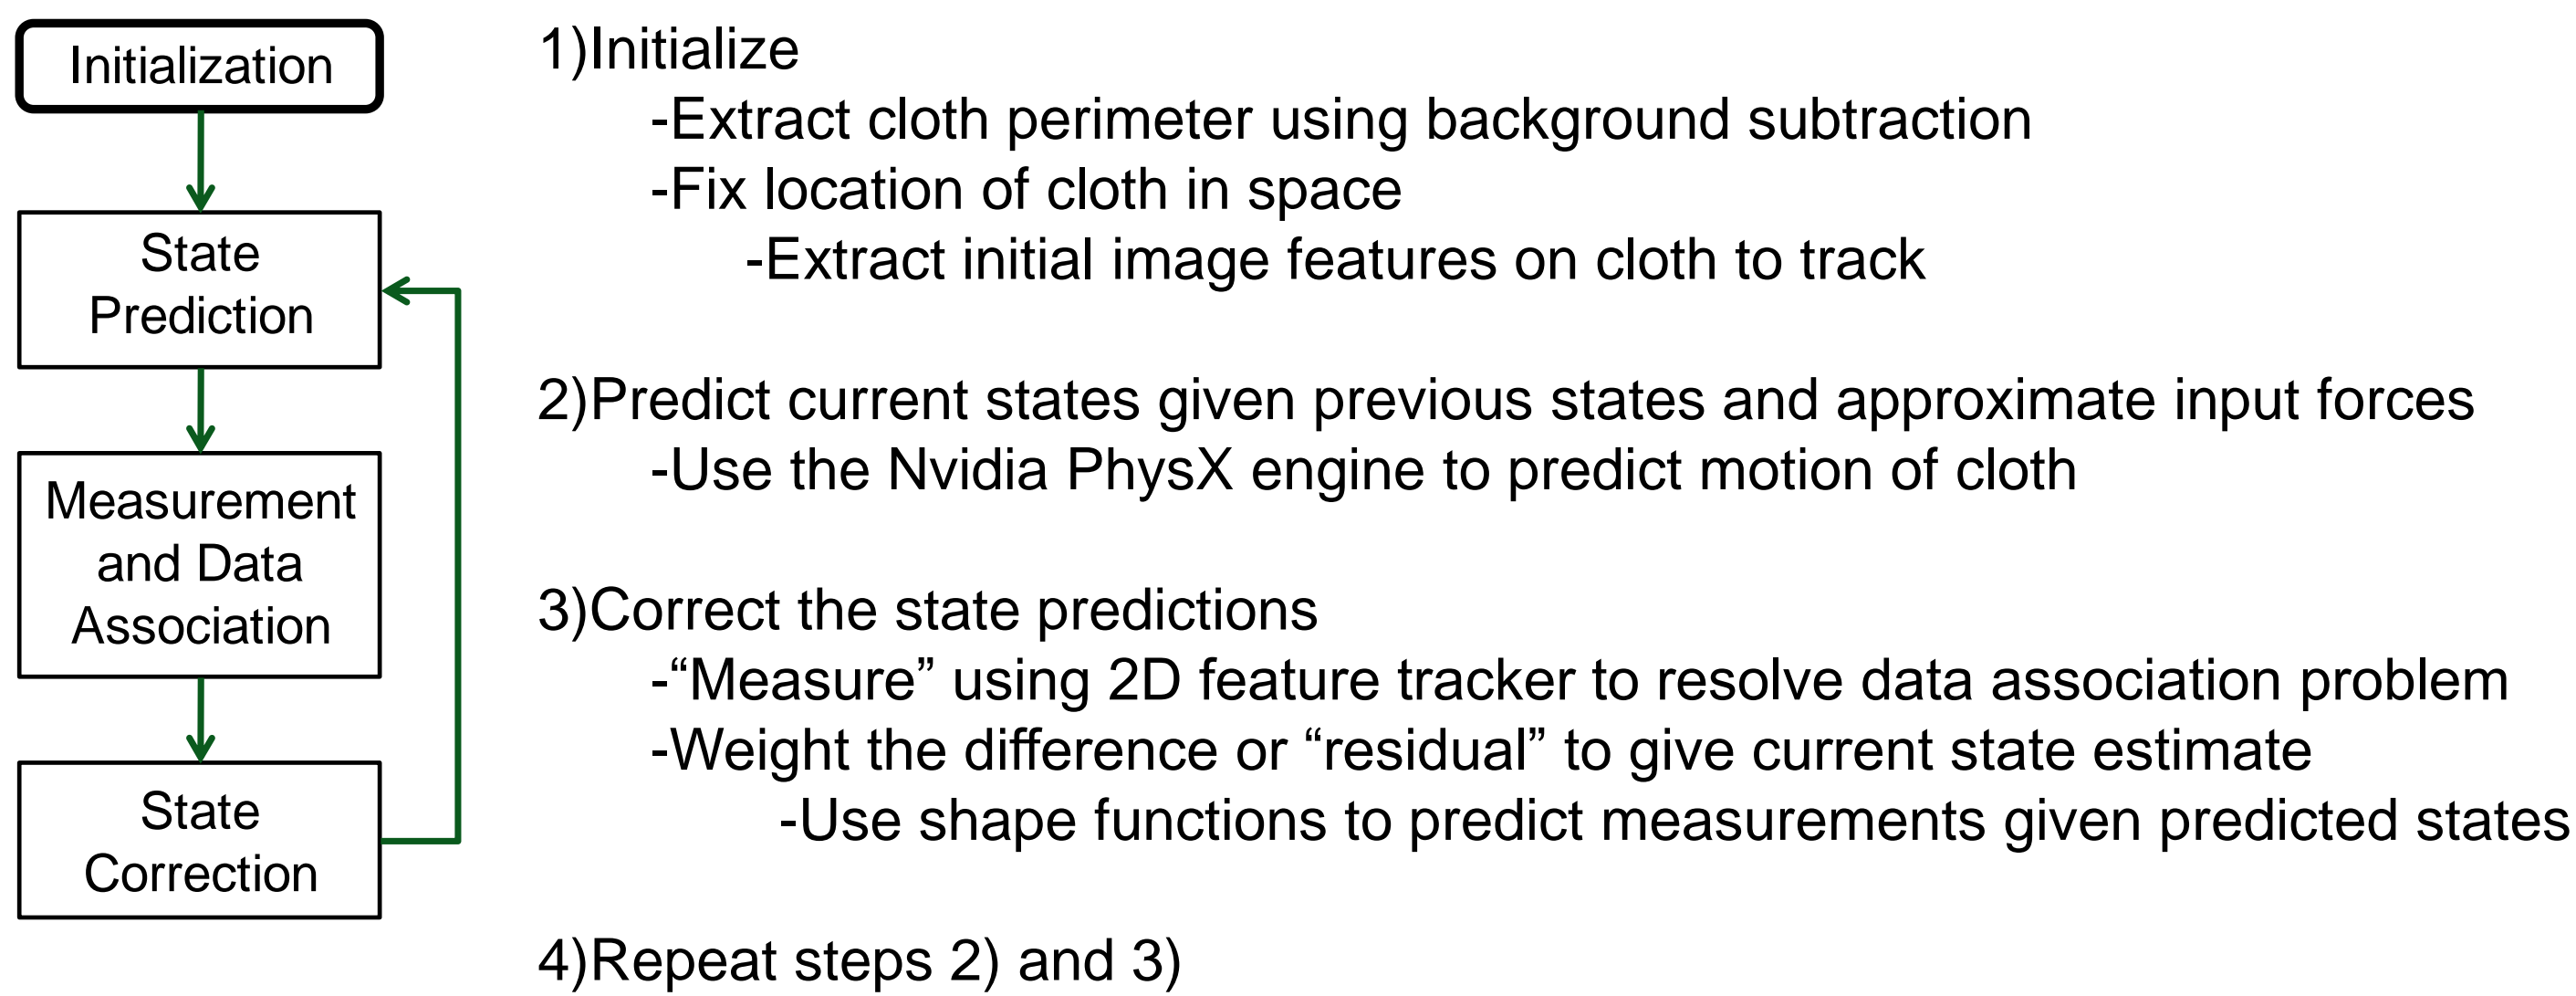 Initialization
State
Prediction
Measurement
and Data
Association
State
Correction
1)Initialize
-Extract cloth perimeter using background subtraction
-Fix location of cloth in space
-Extract initial image features on cloth to track
2)Predict current states given previous states and approximate input forces
-Use the Nvidia PhysX engine to predict motion of cloth
3)Correct the state predictions
-“Measure” using 2D feature tracker to resolve data association problem
-Weight the difference or “residual” to give current state estimate
-Use shape functions to predict measurements given predicted states
4)Repeat steps 2) and 3)